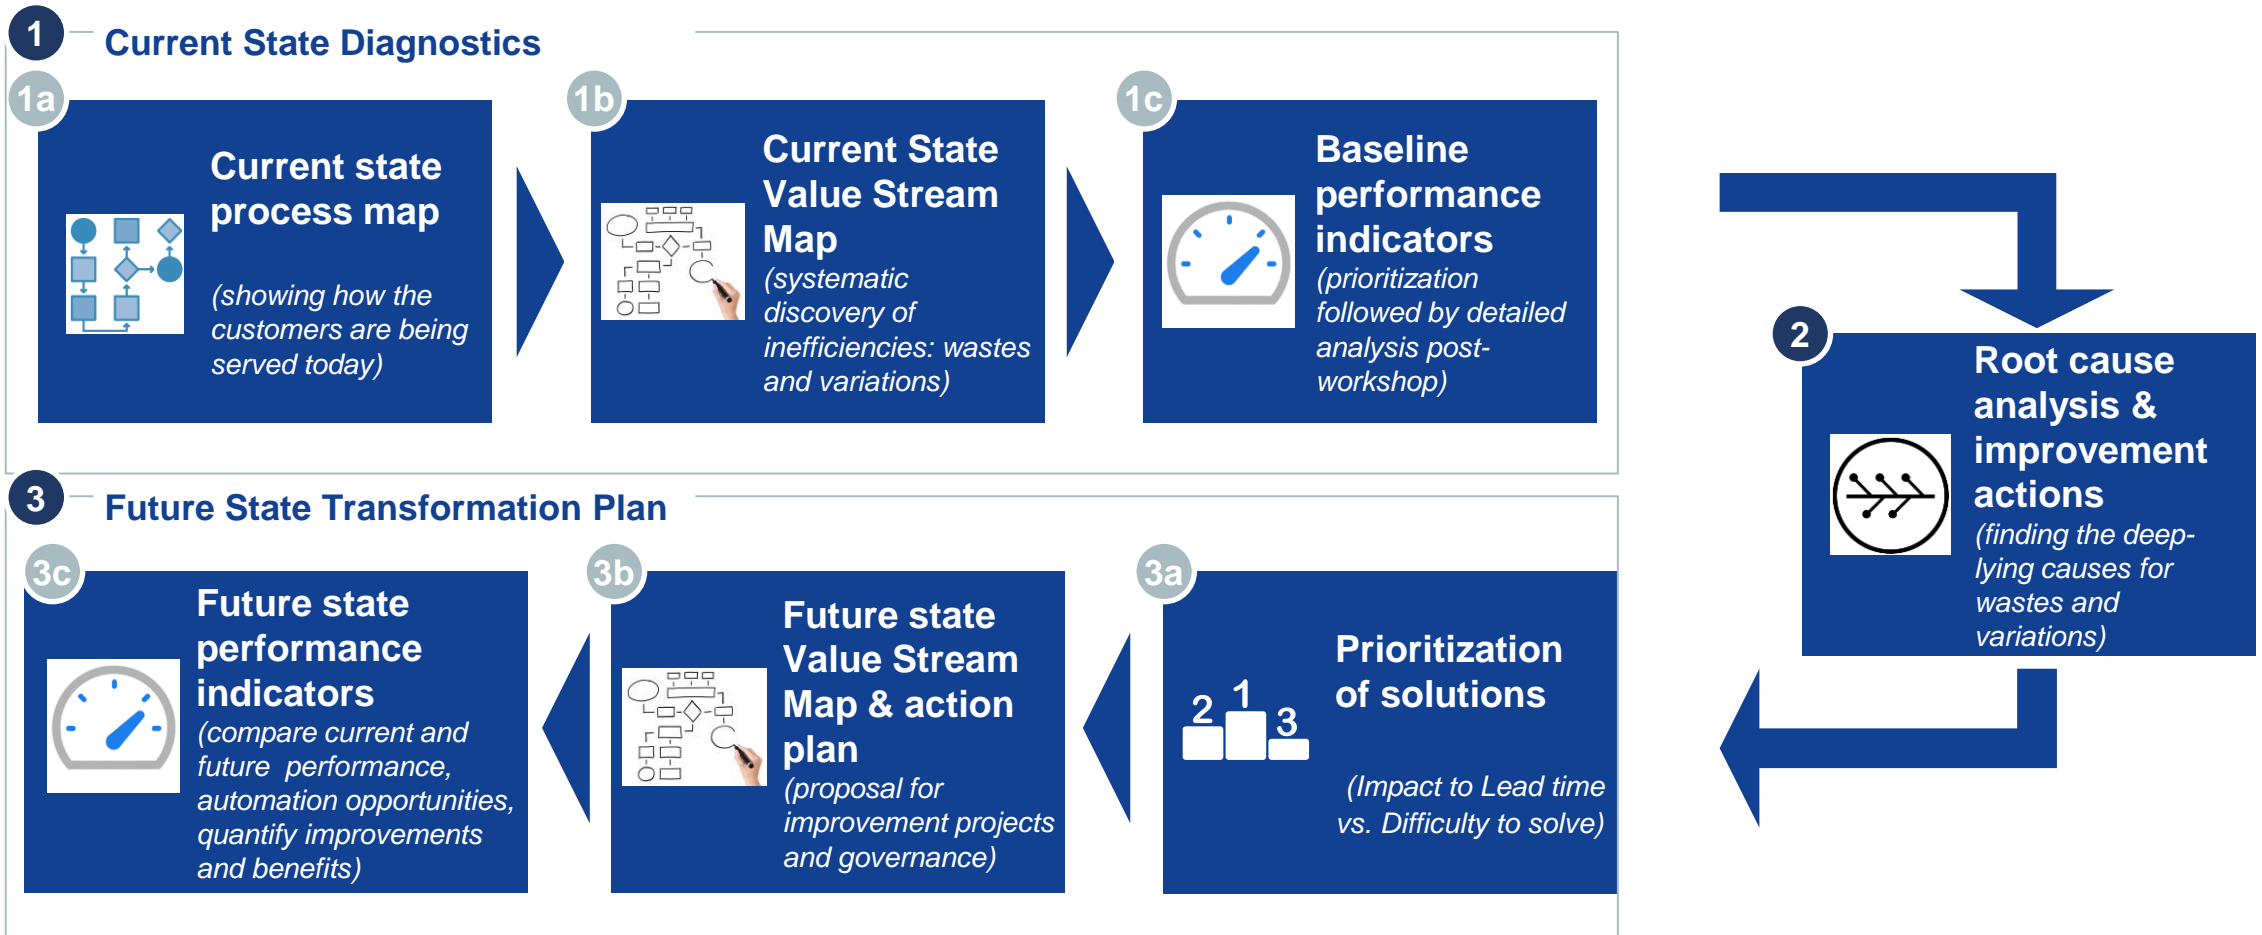 1
Current State Diagnostics
1a
Current state
process map
(showing how the
customers are being
served today)
1b
Current State
Value Stream
Map
(systematic
discovery of
inefficiencies: wastes
and variations)
1c
Baseline
performance
indicators
(prioritization
followed by detailed
analysis post-
workshop)
2
Root cause
analysis &
improvement
actions
(finding the deep-
lying causes for
wastes and
variations)
3
Future State Transformation Plan
3a
Prioritization
of solutions
2 1 3
(Impact to Lead time
vs. Difficulty to solve)
3b
Future state
Value Stream
Map & action
plan
(proposal for
improvement projects
and governance)
3c
Future state
performance
indicators
(compare current and
future performance,
automation opportunities,
quantify improvements
and benefits)